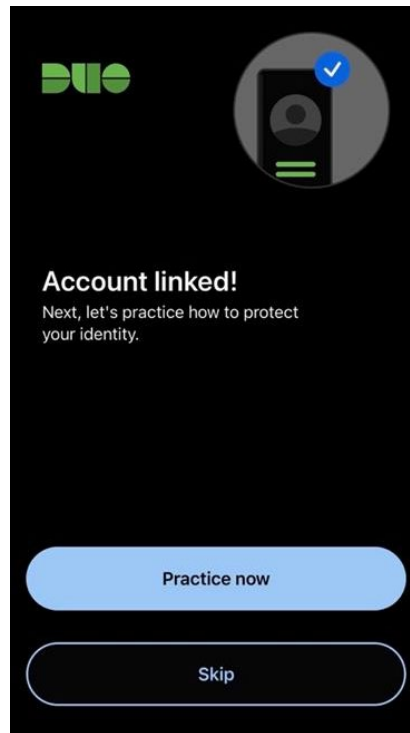 DUO
Account linked!
Next, let's practice how to protect
your identity.
Practice now
Skip